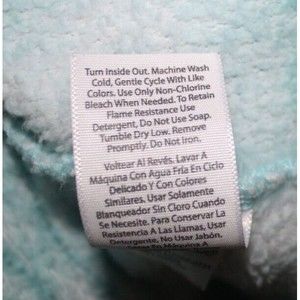 Turn Inside Out. Machine Wash
Cold, Gentle Cycle With Like
Colors. Use Only Non-Chlorine
Bleach When Needed. To Retain
Flame Resistance Use
Detergent, Do Not Use Soap.
Tumble Dry Low. Remove
Promptly. Do Not Iron.
Voltear Al Revés. Lavar A
Máquina Con Agua Fría En Ciclo
Delicado Y Con Colores
Similares. Usar Solamente
Blanqueador Sin Cloro Cuando
Se Necesite. Para Conservar La
Resistencia A Las Llamas, Usar
Detergente, No Usar Jabón.
Secar En Máquina A